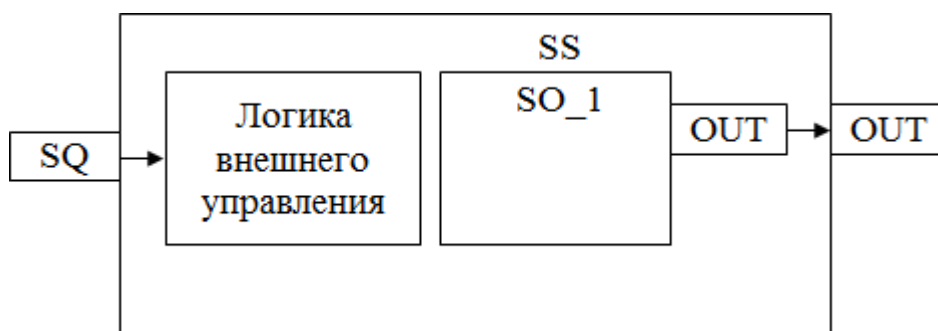 SS
SQ
Логика
внешнего
управления
SO_1
OUT
OUT